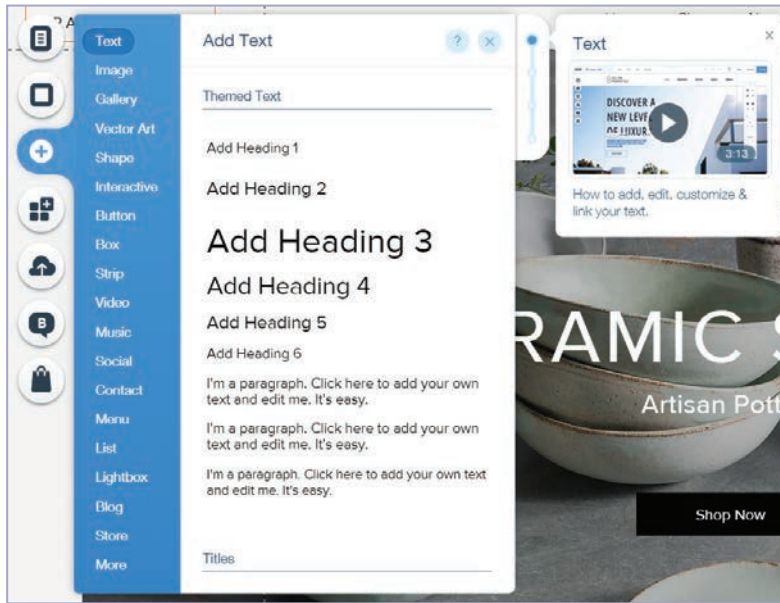 Text
Image
Gallery
Vector Art
Shape
Interactive
Button
Box
Strip
Video
Music
Social
Contact
Menu
List
Lightbox
Blog
Store
More
Add Text
?
Themed Text
Add Heading 1
Add Heading 2
Add Heading 3
Add Heading 4
Add Heading 5
Add Heading 6
I'm a paragraph. Click here to add your own
text and edit me. It's easy.
I'm a paragraph. Click here to add your own
text and edit me. It's easy.
I'm a paragraph. Click here to add your own text
and edit me. It's easy.
Titles
Text
DISCOVER A
NEW LEVEL
OF LUXUR
3:13
How to add, edit, customize &
link your text.
RAMIC S
Artisan Pott
Shop Now
B